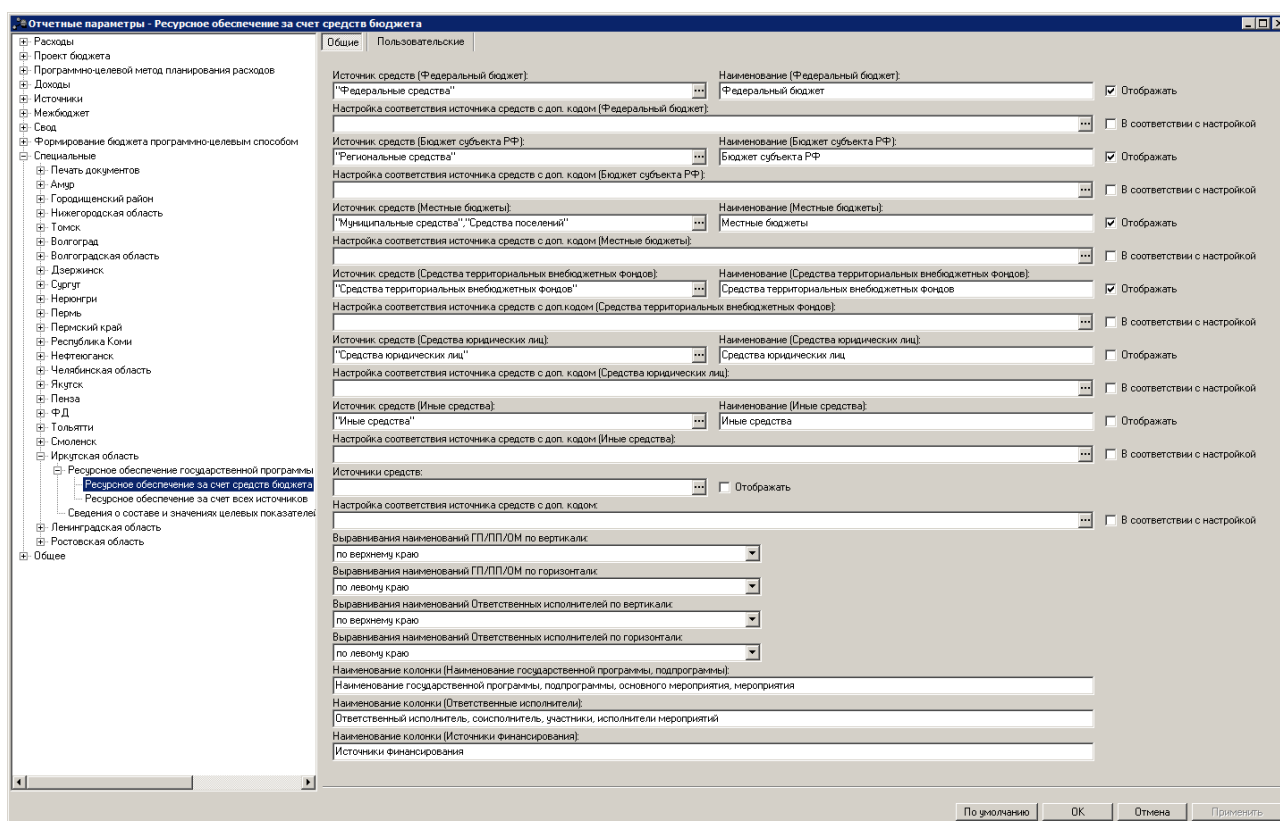 Отчетные параметры - Ресурсное обеспечение за счет средств бюджета
Расходы
Проект бюджета
Программно-целевой метод планирования расходов
Доходы
Источники
Межбюджет
Свод
Формирование бюджета программно-целевым способом
Специальные
Печать документов
Амур
Городищенский район
Нижегородская область
Томск
Волгоград
Волгоградская область
Дзержинск
Сургут
Нерюнгри
Пермь
Пермский край
Республика Коми
Нефтеюганск
Челябинская область
Якутск
Пенза
ФД
Тольятти
Смоленск
Иркутская область
Ресурсное обеспечение государственной программы
Ресурсное обеспечение за счет средств бюджета
Ресурсное обеспечение за счет всех источников
Сведения о составе и значениях целевых показателей
Ленинградская область
Ростовская область
Общее
Общие Пользовательские
Источник средств (Федеральный бюджет): Наименование (Федеральный бюджет):
"Федеральные средства" ... Федеральный бюджет Отображать
Настройка соответствия источника средств с доп. кодом (Федеральный бюджет):
... В соответствии с настройкой
Источник средств (Бюджет субъекта РФ): Наименование (Бюджет субъекта РФ):
"Региональные средства" ... Бюджет субъекта РФ Отображать
Настройка соответствия источника средств с доп. кодом (Бюджет субъекта РФ):
... В соответствии с настройкой
Источник средств (Местные бюджеты): Наименование (Местные бюджеты):
"Муниципальные средства","Средства поселений" ... Местные бюджеты Отображать
Настройка соответствия источника средств с доп. кодом (Местные бюджеты):
... В соответствии с настройкой
Источник средств (Средства территориальных внебюджетных фондов): Наименование (Средства территориальных внебюджетных фондов):
"Средства территориальных внебюджетных фондов" ... Средства территориальных внебюджетных фондов Отображать
Настройка соответствия источника средств с доп.кодом (Средства территориальных внебюджетных фондов):
... В соответствии с настройкой
Источник средств (Средства юридических лиц): Наименование (Средства юридических лиц):
"Средства юридических лиц" ... Средства юридических лиц Отображать
Настройка соответствия источника средств с доп. кодом (Средства юридических лиц):
... В соответствии с настройкой
Источник средств (Иные средства): Наименование (Иные средства):
"Иные средства" ... Иные средства Отображать
Настройка соответствия источника средств с доп. кодом (Иные средства):
... В соответствии с настройкой
Источники средств:
... Отображать
Настройка соответствия источника средств с доп. кодом:
... В соответствии с настройкой
Выравнивания наименований ГП/ПП/ОМ по вертикали:
по верхнему краю
Выравнивания наименований ГП/ПП/ОМ по горизонтали:
по левому краю
Выравнивания наименований Ответственных исполнителей по вертикали:
по верхнему краю
Выравнивания наименований Ответственных исполнителей по горизонтали:
по левому краю
Наименование колонки (Наименование государственной программы, подпрограммы):
Наименование государственной программы, подпрограммы, основного мероприятия, мероприятия
Наименование колонки (Ответственные исполнители):
Ответственный исполнитель, соисполнитель, участники, исполнители мероприятий
Наименование колонки (Источники финансирования):
Источники финансирования
По умолчанию OK Отмена Применить